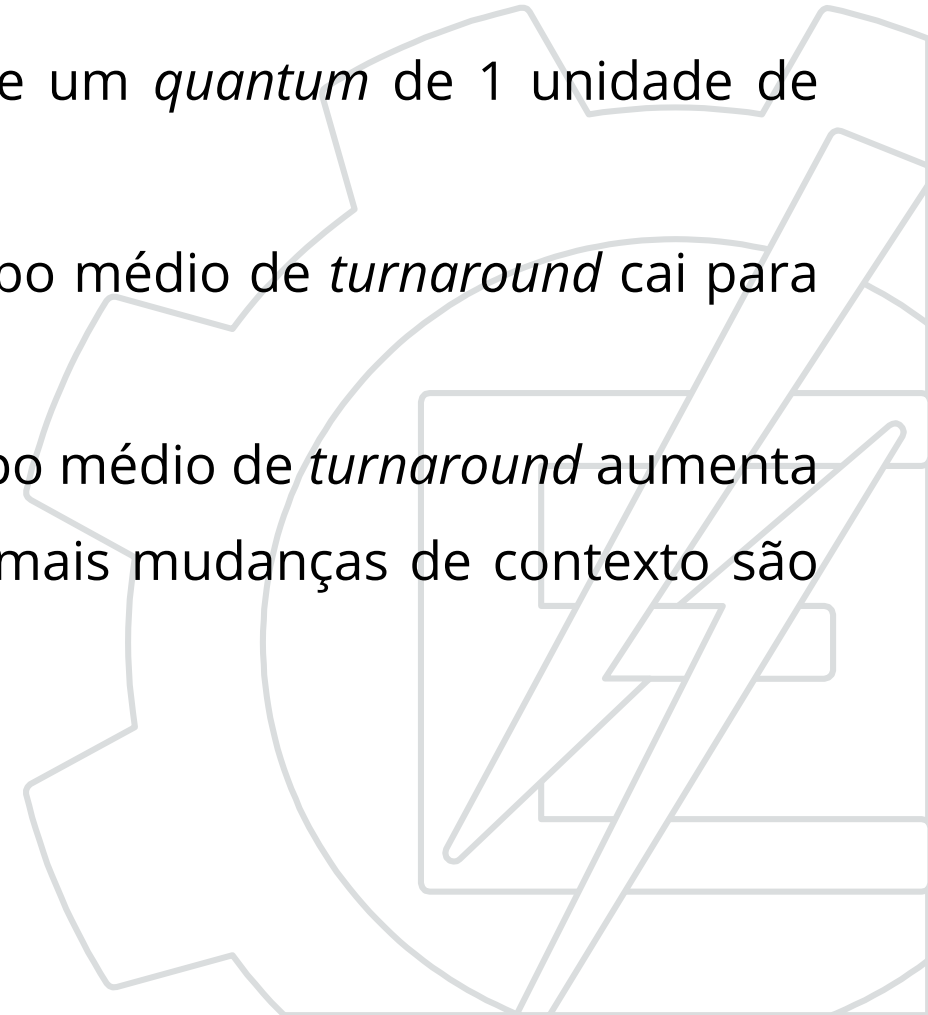 e um quantum de 1 unidade de
po médio de turnaround cai para
po médio de turnaround aumenta
mais mudanças de contexto são